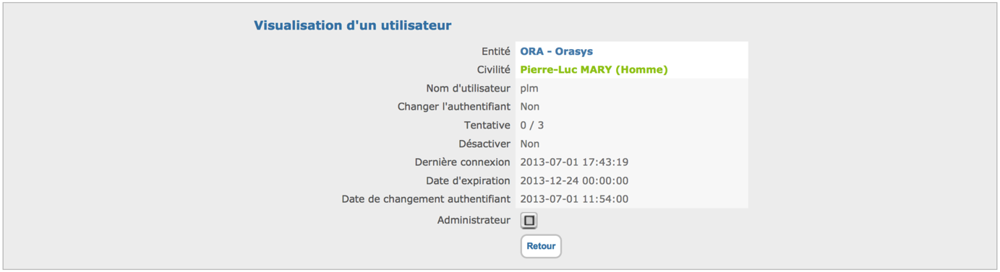 Visualisation d'un utilisateur
Entité ORA - Orasys
Civilité Pierre-Luc MARY (Homme)
Nom d'utilisateur plm
Changer l'authentifiant Non
Tentative 0 / 3
Désactiver Non
Dernière connexion 2013-07-01 17:43:19
Date d'expiration 2013-12-24 00:00:00
Date de changement authentifiant 2013-07-01 11:54:00
Administrateur
Retour